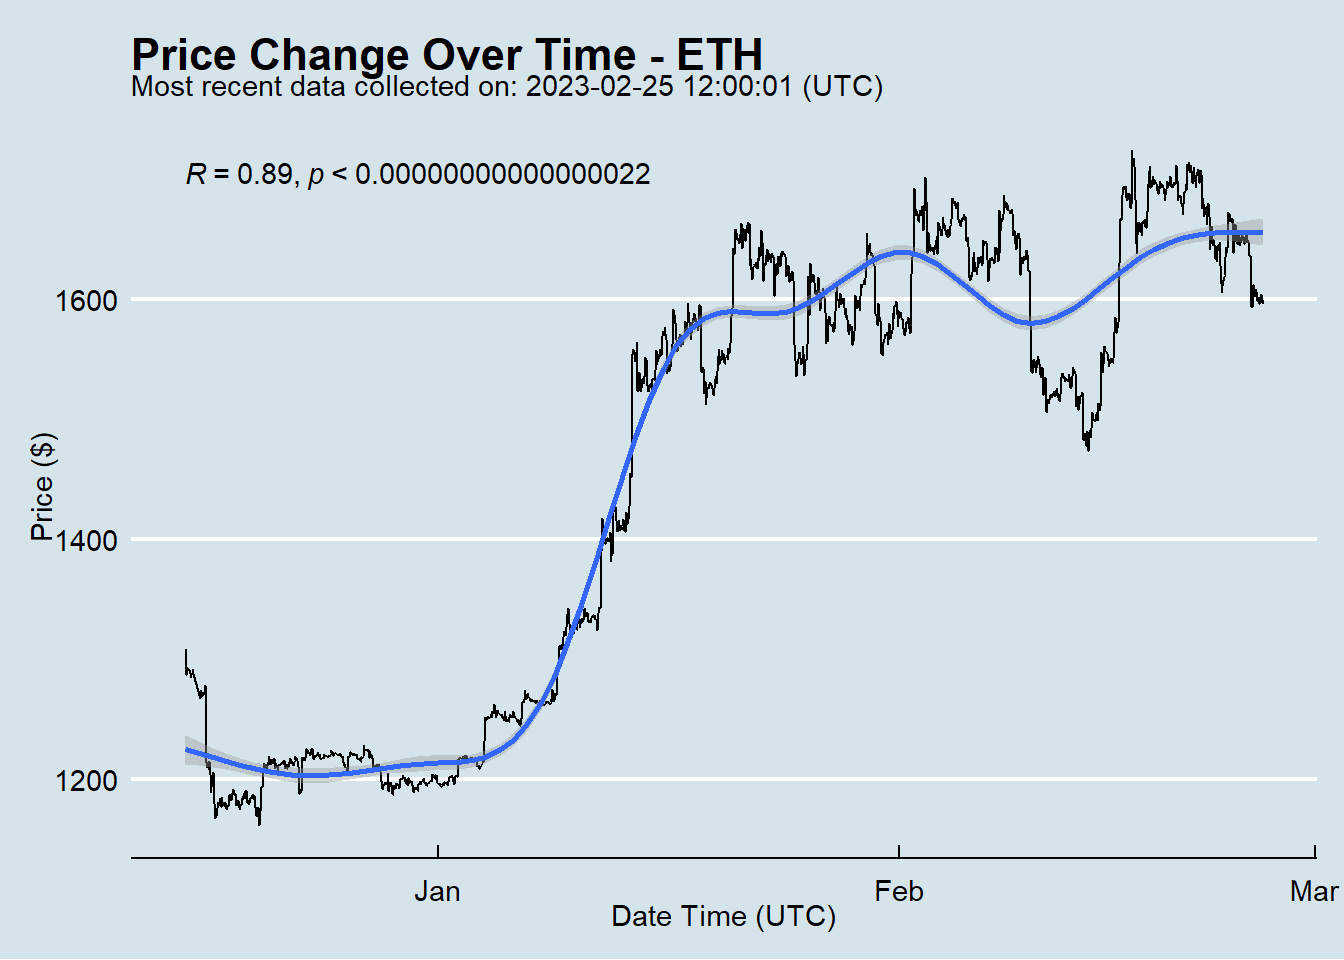 Price Change Over Time - ETH
Most recent data collected on: 2023-02-25 12:00:01 (UTC)
R = 0.89, p < 0.00000000000000022
1600
1400
1200
Price ($)
Jan
Feb
Mar
Date Time (UTC)